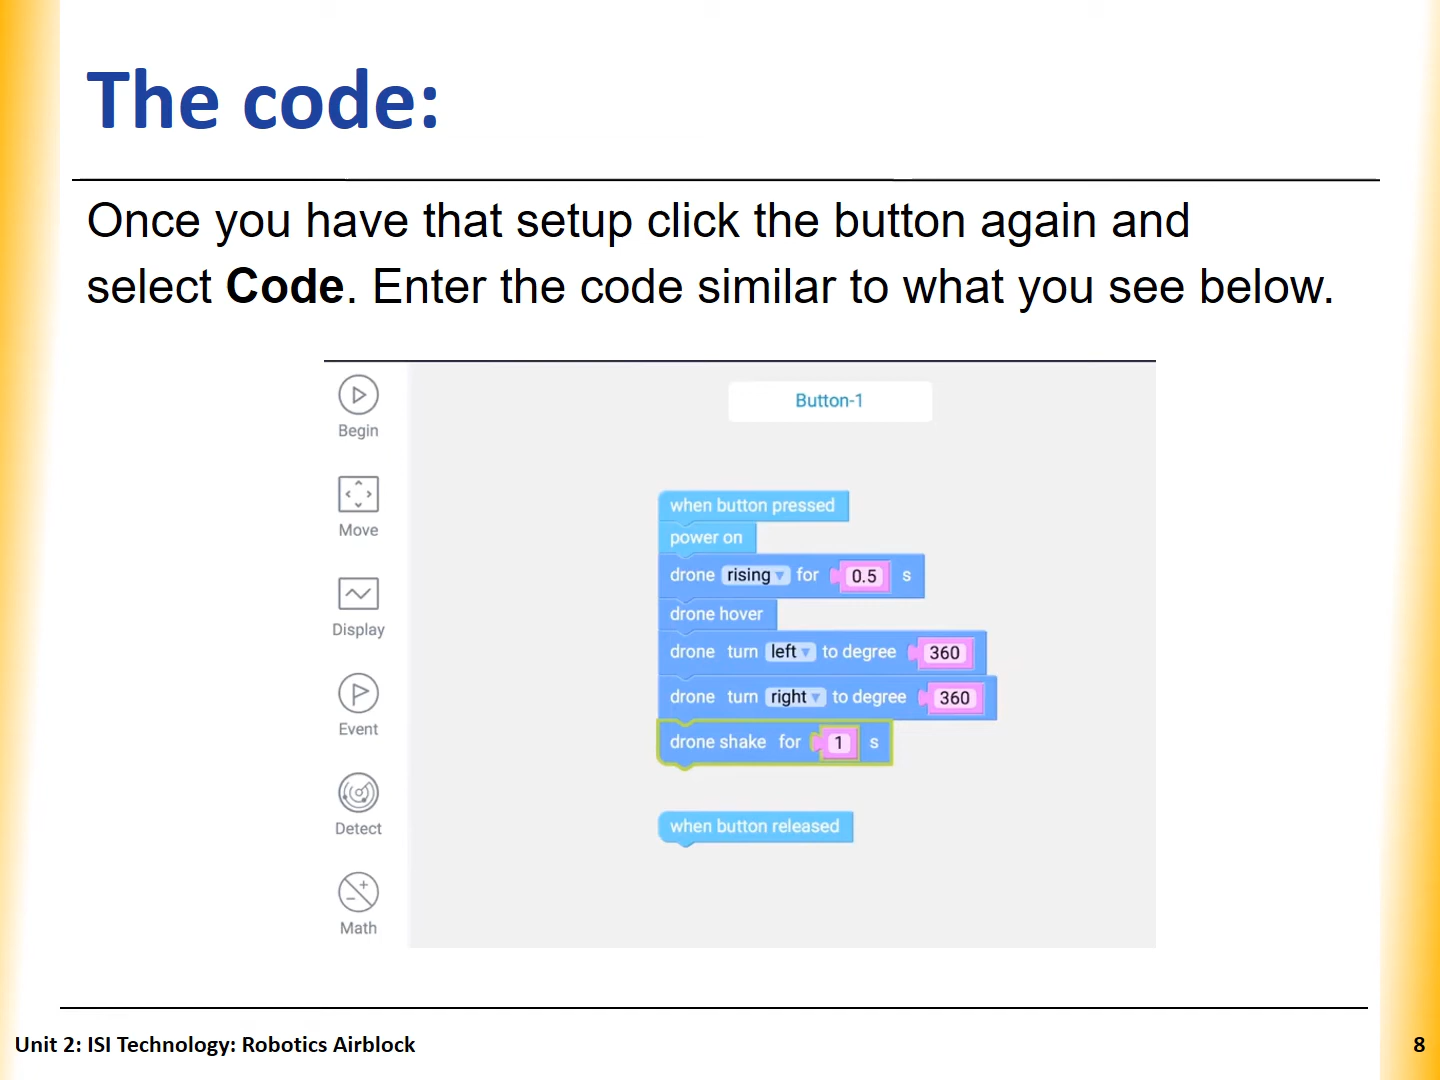 The code:
Once you have that setup click the button again and
select Code. Enter the code similar to what you see below.
Begin
Move
Display
Event
Detect
Math
Button-1
when button pressed
power on
drone rising for 0.5 s
drone hover
drone turn left to degree 360
drone turn right to degree 360
drone shake for 1 s
when button released
Unit 2: ISI Technology: Robotics Airblock
8